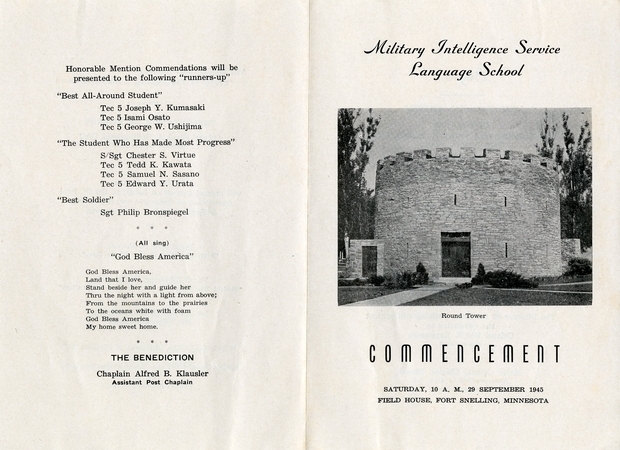 Honorable Mention Commendations will be
presented to the following "runners-up"
"Best All-Around Student"
Tec 5 Joseph Y. Kumasaki
Tec 5 Isami Osato
Tec 5 George W. Ushijima
"The Student Who Has Made Most Progress"
S/Sgt Chester S. Virtue
Tec 5 Tedd K. Kawata
Tec 5 Samuel N. Sasano
Tec 5 Edward Y. Urata
"Best Soldier"
Sgt Philip Bronspiegel
* * *
(All sing)
"God Bless America"
God Bless America,
Land that I love,
Stand beside her and guide her
Thru the night with a light from above;
From the mountains to the prairies
To the oceans white with foam
God Bless America
My home sweet home.
* * *
THE BENEDICTION
Chaplain Alfred B. Klausler
Assistant Post Chaplain
Military Intelligence Service
Language School
Round Tower
COMMENCEMENT
SATURDAY, 10 A. M., 29 SEPTEMBER 1945
FIELD HOUSE, FORT SNELLING, MINNESOTA